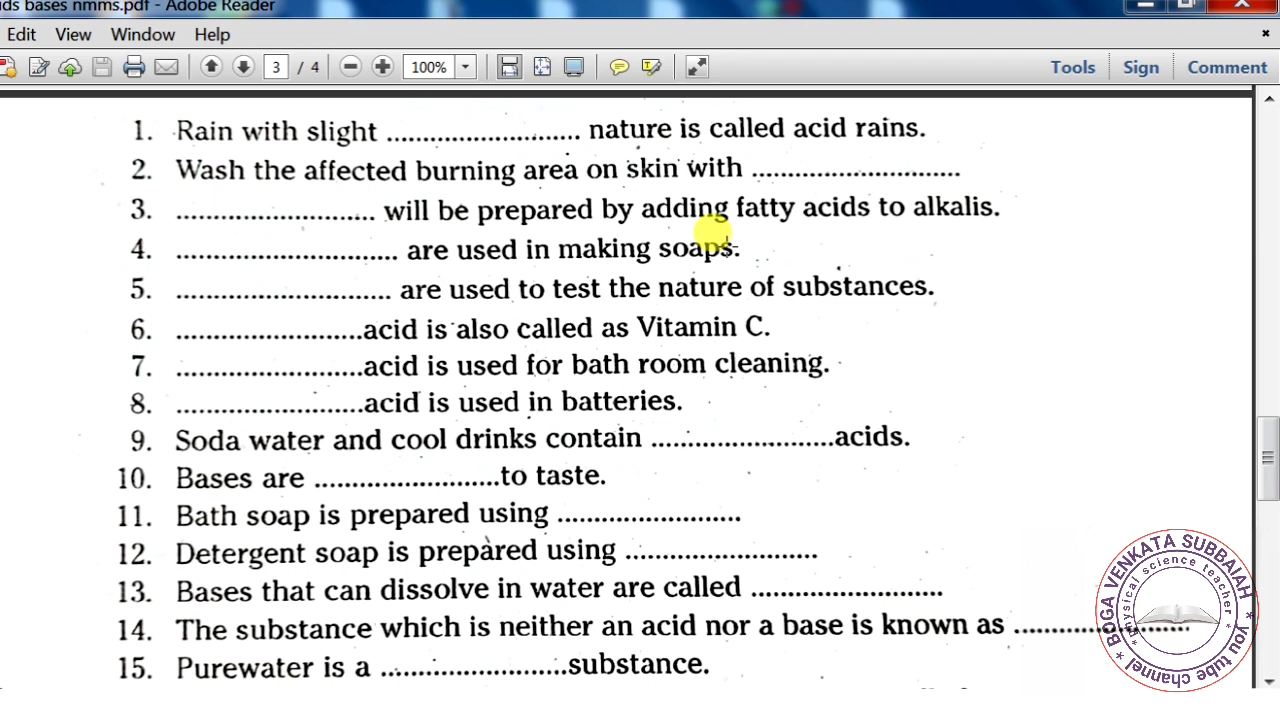 ids bases nmms.pdf - Adobe Reader
Edit View Window Help
3 / 4 100% Tools Sign Comment
1. Rain with slight .......................... nature is called acid rains.
2. Wash the affected burning area on skin with ............................
3. ........................... will be prepared by adding fatty acids to alkalis.
4. .............................. are used in making soaps.
5. ............................. are used to test the nature of substances.
6. .........................acid is also called as Vitamin C.
7. .........................acid is used for bath room cleaning.
8. .........................acid is used in batteries.
9. Soda water and cool drinks contain ........................acids.
10. Bases are .........................to taste.
11. Bath soap is prepared using .........................
12. Detergent soap is prepared using ..........................
13. Bases that can dissolve in water are called ..........................
14. The substance which is neither an acid nor a base is known as ........................
15. Purewater is a .........................substance.
BOGA VENKATA SUBBAIAH * you tube channel *
* physical science teacher *